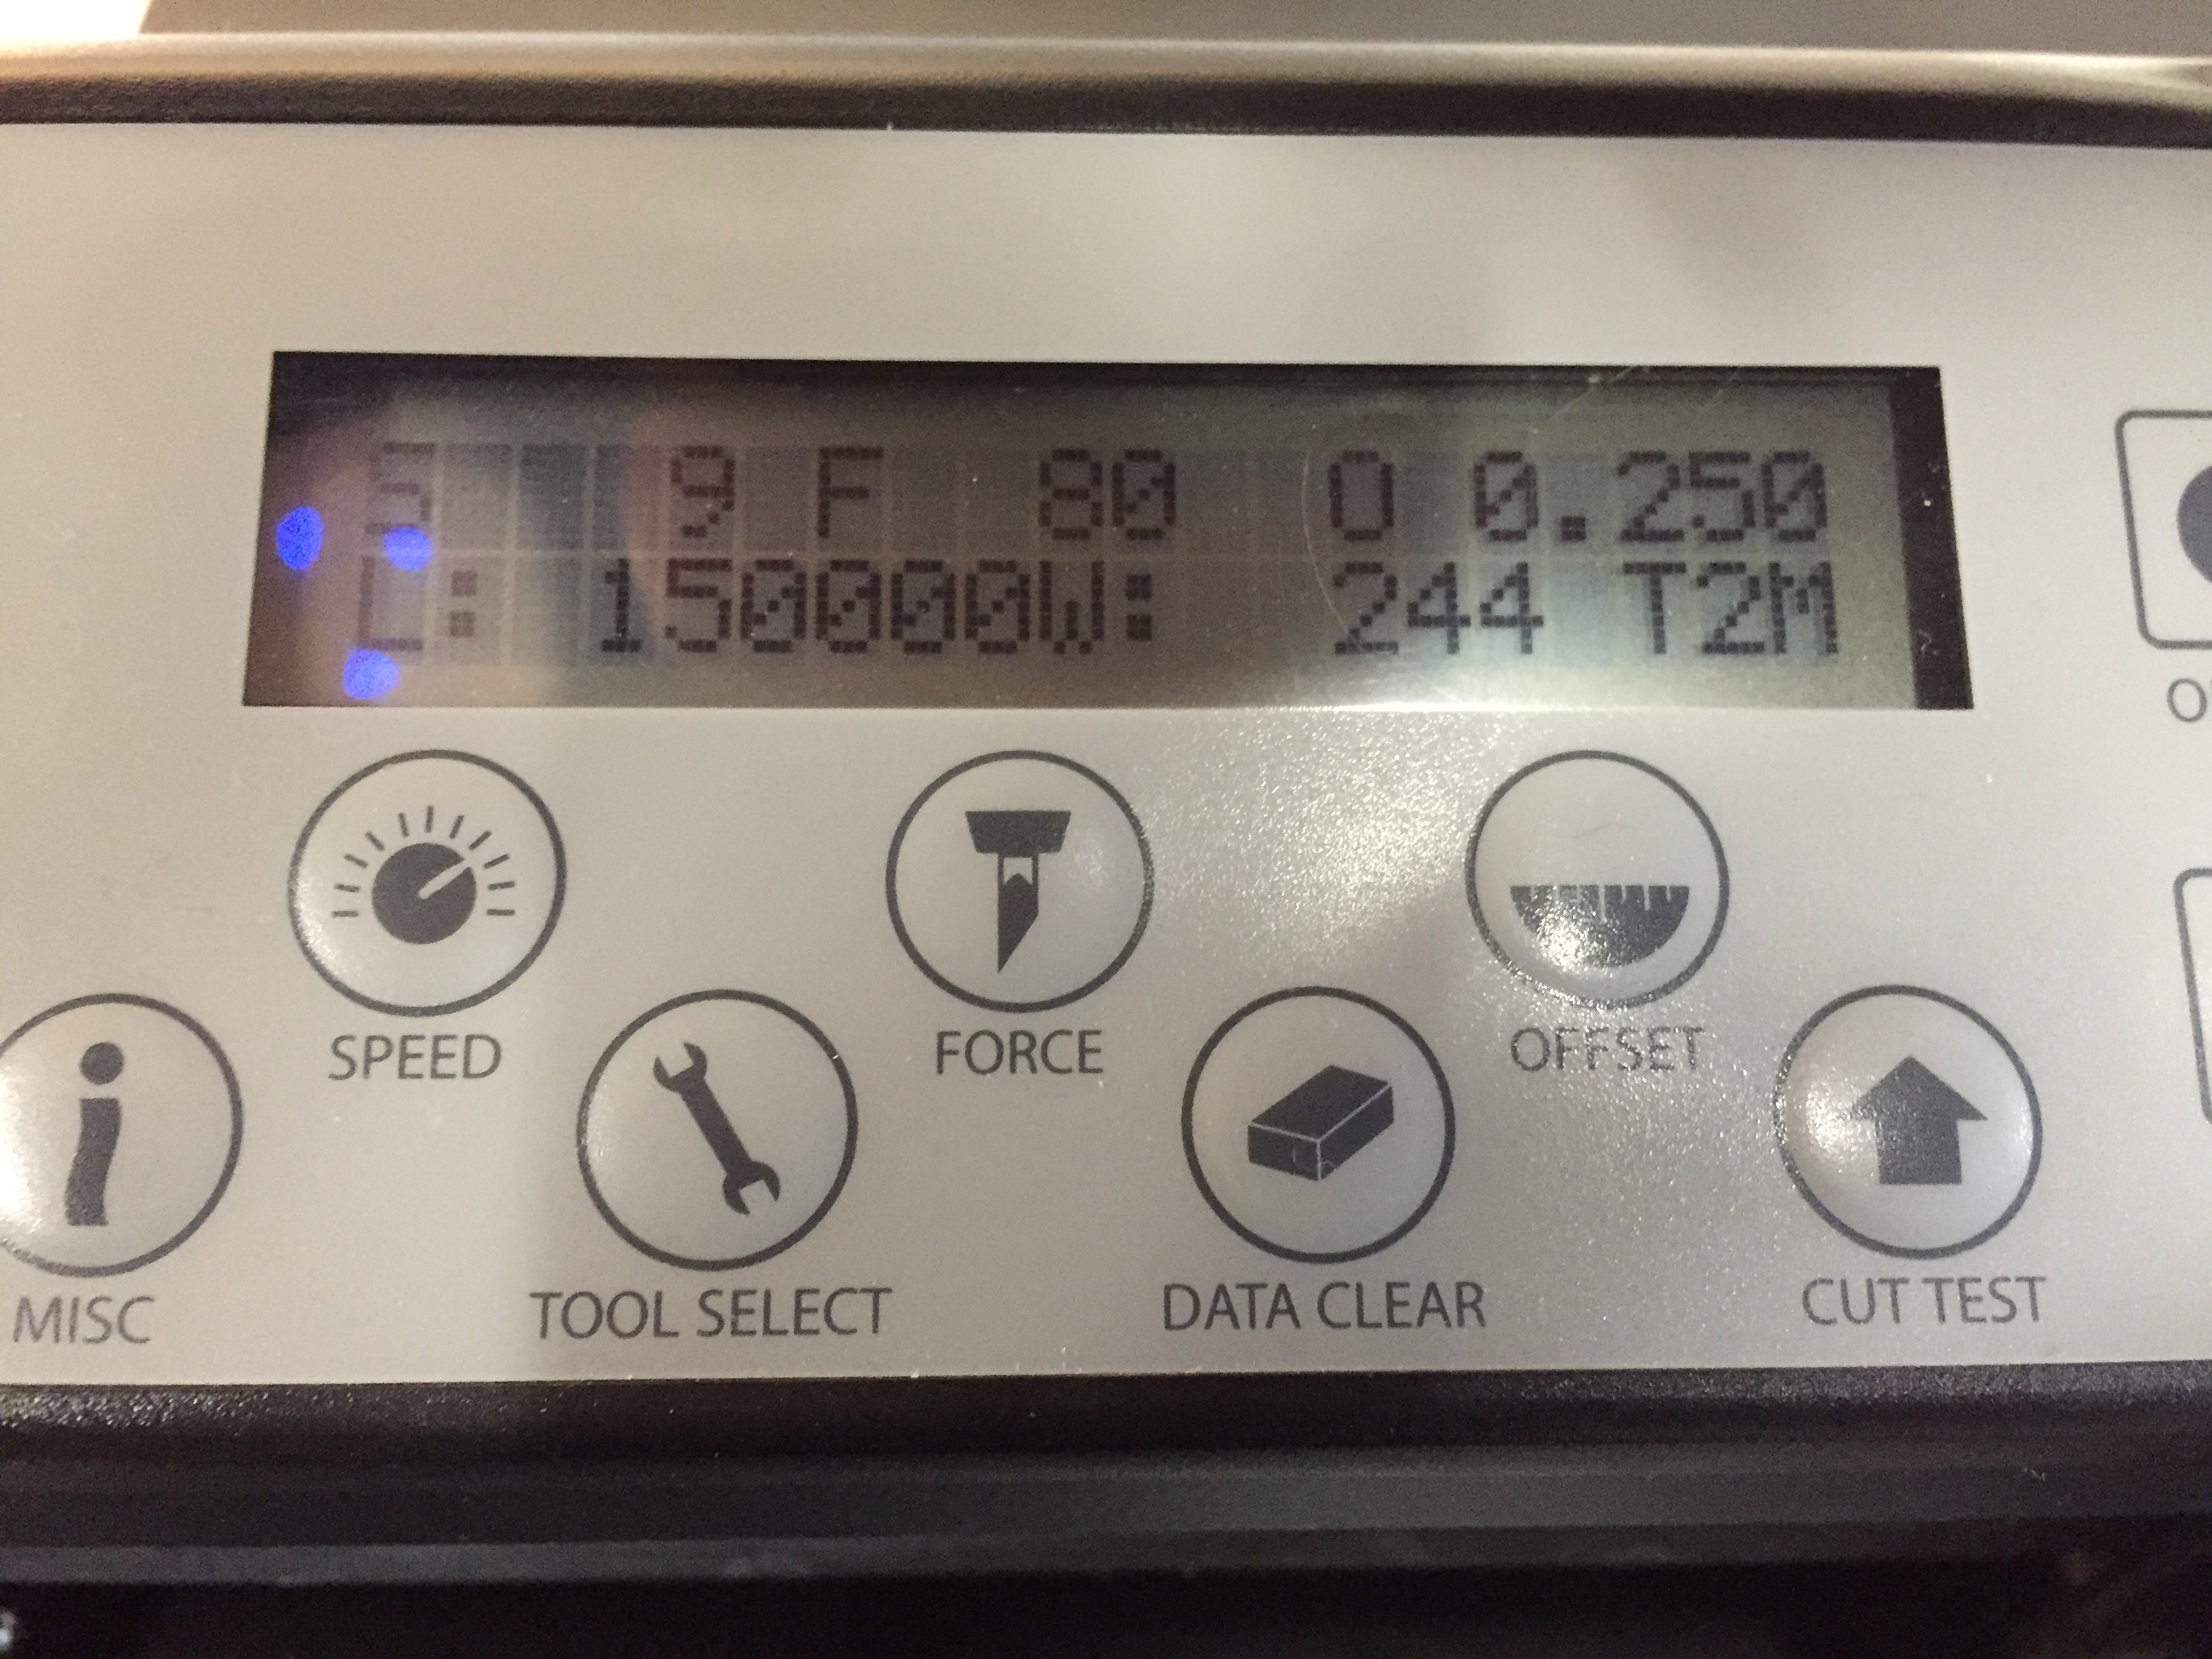 S 9 F 80 O 0.250
L: 150000W: 244 T2M
SPEED
FORCE
OFFSET
MISC
TOOL SELECT
DATA CLEAR
CUT TEST